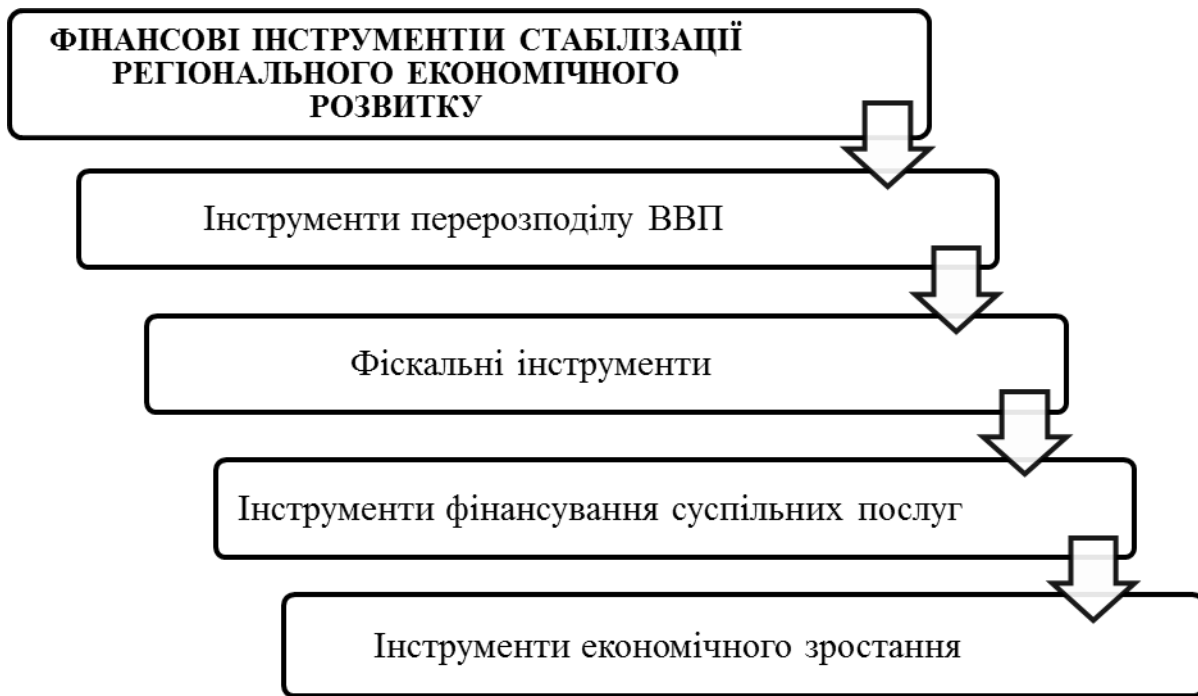 ФІНАНСОВІ ІНСТРУМЕНТІИ СТАБІЛІЗАЦІЇ
РЕГІОНАЛЬНОГО ЕКОНОМІЧНОГО
РОЗВИТКУ
Інструменти перерозподілу ВВП
Фіскальні інструменти
Інструменти фінансування суспільних послуг
Інструменти економічного зростання